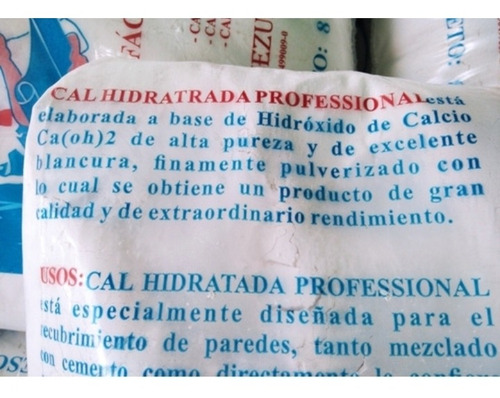 CAL HIDRATRADA PROFESSIONAL está
elaborada a base de Hidróxido de Calcio
Ca(oh)2 de alta pureza y de excelente
blancura, finamente pulverizado con
lo cual se obtiene un producto de gran
calidad y de extraordinario rendimiento.
USOS: CAL HIDRATADA PROFESSIONAL
está especialmente diseñada para el
recubrimiento de paredes, tanto mezclado
con cemento como directamente